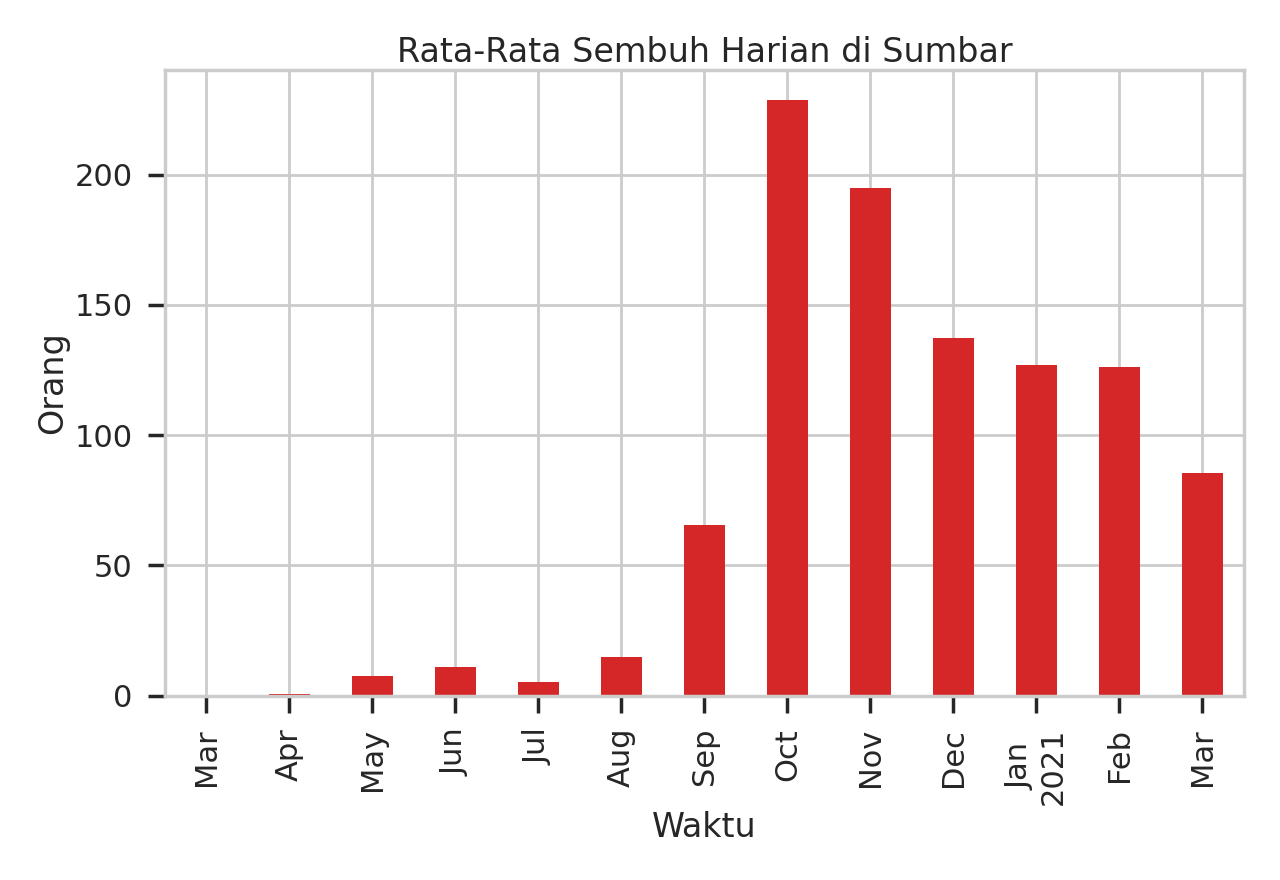 Rata-Rata Sembuh Harian di Sumbar
Orang
200
150
100
50
0
Mar
Apr
May
Jun
Jul
Aug
Sep
Oct
Nov
Dec
Jan
2021
Feb
Mar
Waktu